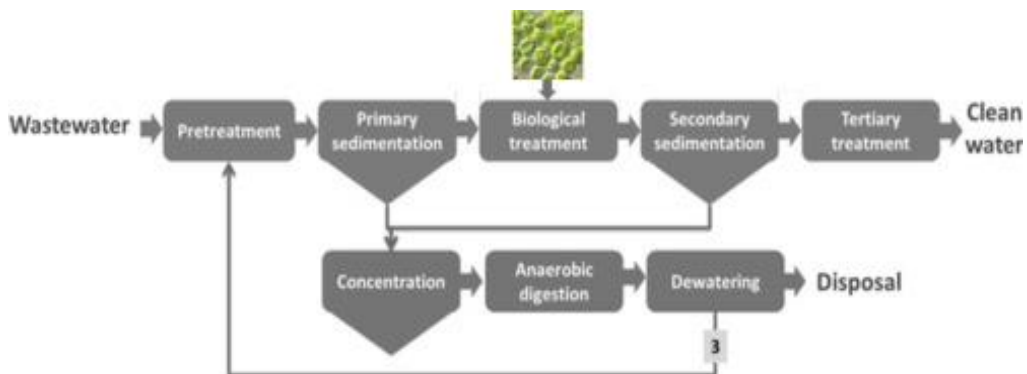 Wastewater
Pretreatment
Primary
sedimentation
Biological
treatment
Secondary
sedimentation
Tertiary
treatment
Clean
water
Concentration
Anaerobic
digestion
Dewatering
Disposal
3